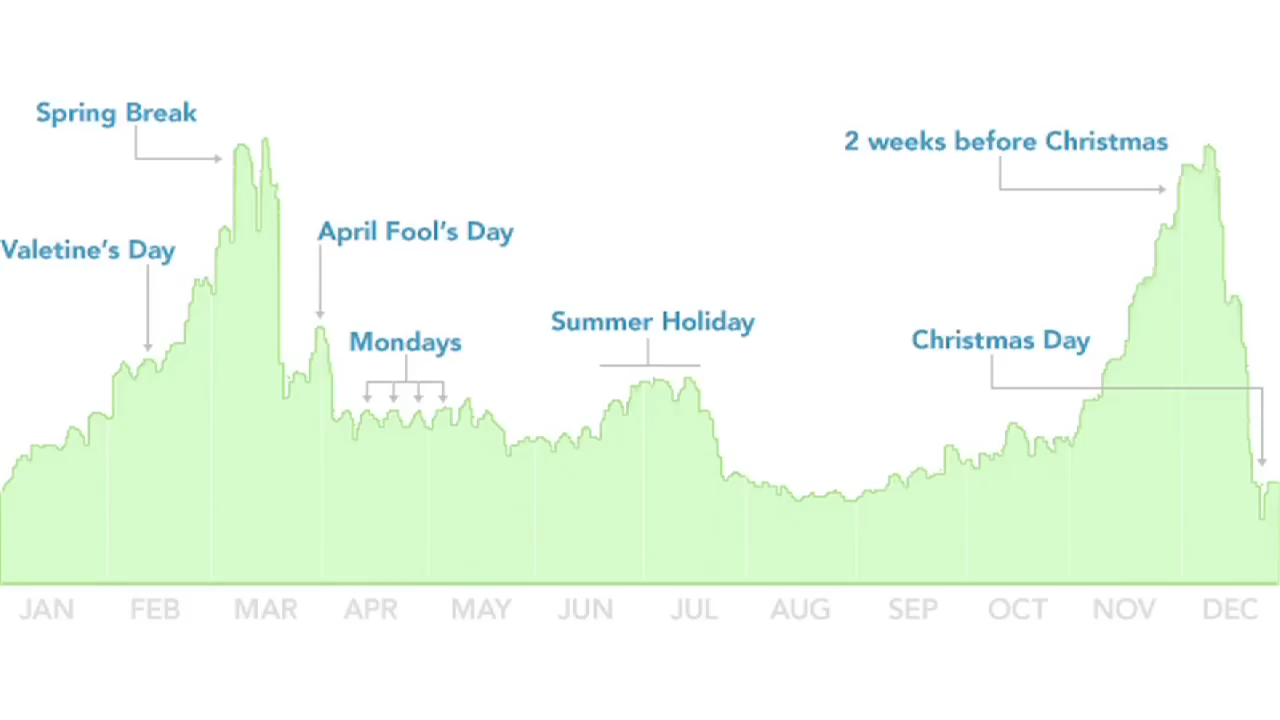 Spring Break
2 weeks before Christmas
April Fool's Day
Valetine's Day
Summer Holiday
Mondays
Christmas Day
JAN FEB MAR APR MAY JUN JUL AUG SEP OCT NOV DEC